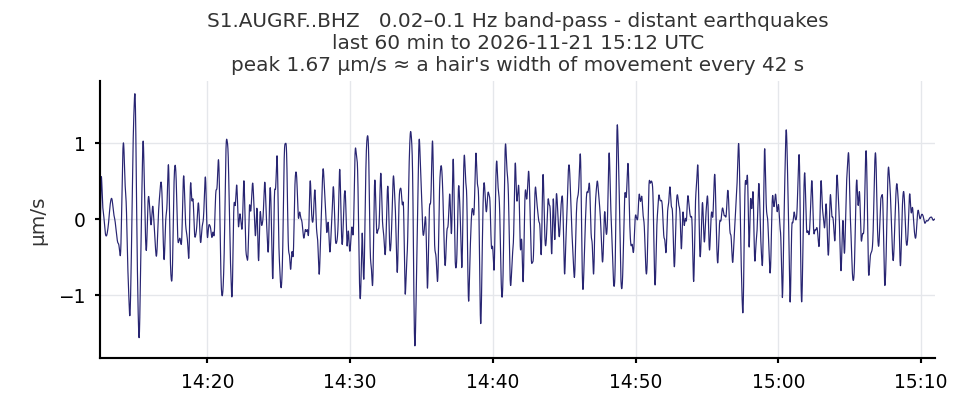 S1.AUGRF..BHZ   0.02–0.1 Hz band-pass - distant earthquakes
last 60 min to 2026-11-21 15:12 UTC
peak 1.67 µm/s ≈ a hair's width of movement every 42 s
µm/s
1
0
−1
14:20
14:30
14:40
14:50
15:00
15:10